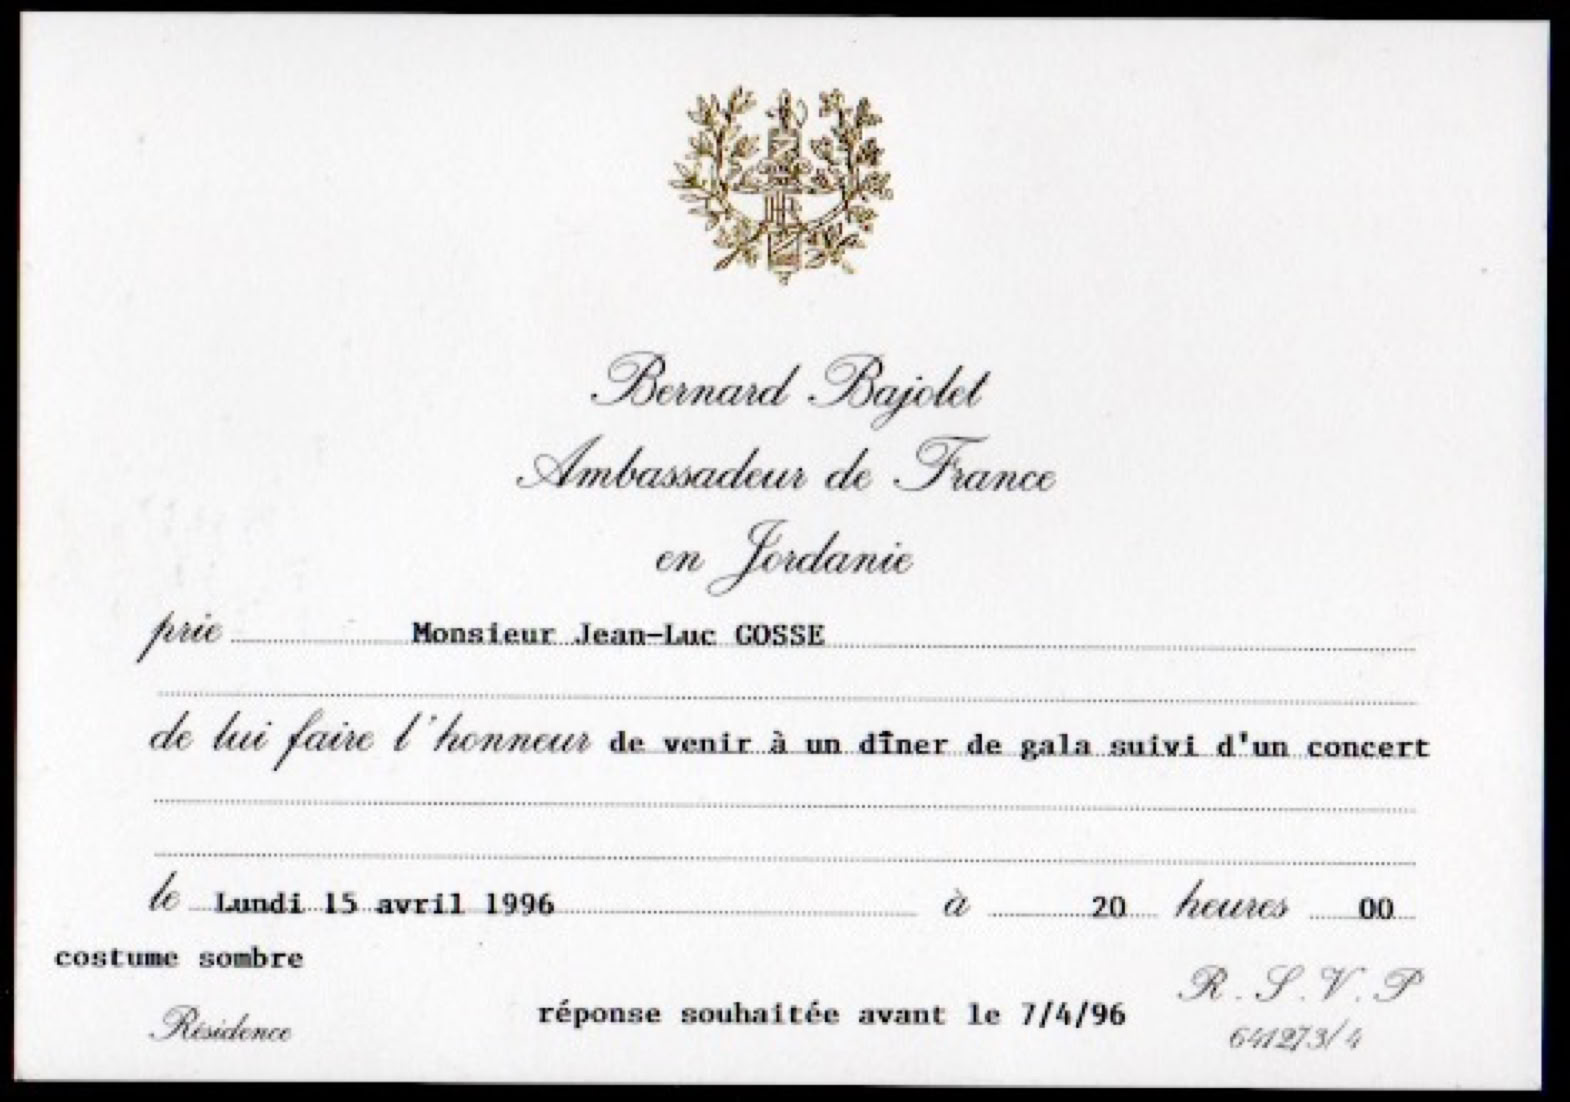 Bernard Bajolet
Ambassadeur de France
en Jordanie
prie Monsieur Jean-Luc COSSE
de lui faire l'honneur de venir à un dîner de gala suivi d'un concert
le Lundi 15 avril 1996 à 20 heures 00
costume sombre
R.S.V.P
réponse souhaitée avant le 7/4/96
Résidence
641273/4